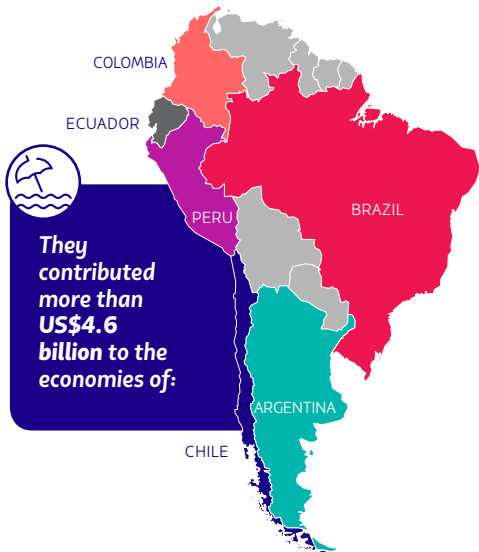 COLOMBIA
ECUADOR
PERU
BRAZIL
They
contributed
more than
US$4.6
billion to the
economies of:
ARGENTINA
CHILE